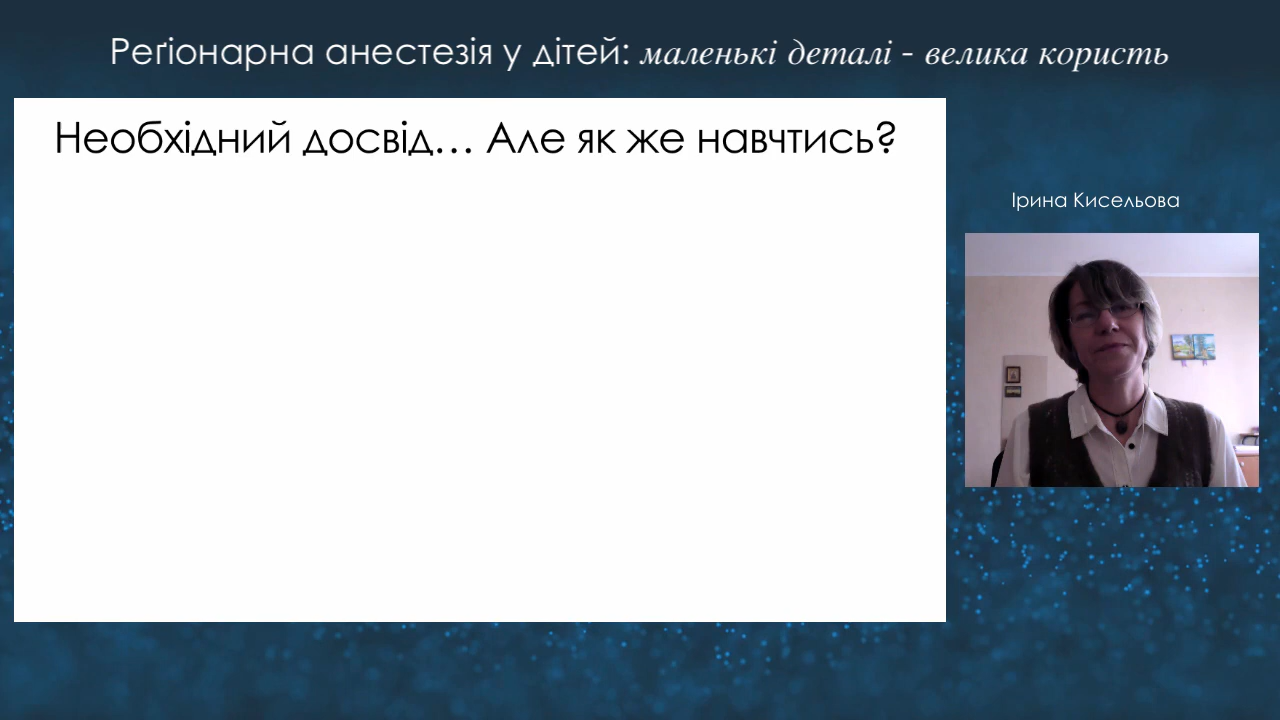 Реґіонарна анестезія у дітей: маленькі деталі - велика користь
Необхідний досвід... Але як же навчтись?
Ірина Кисельова